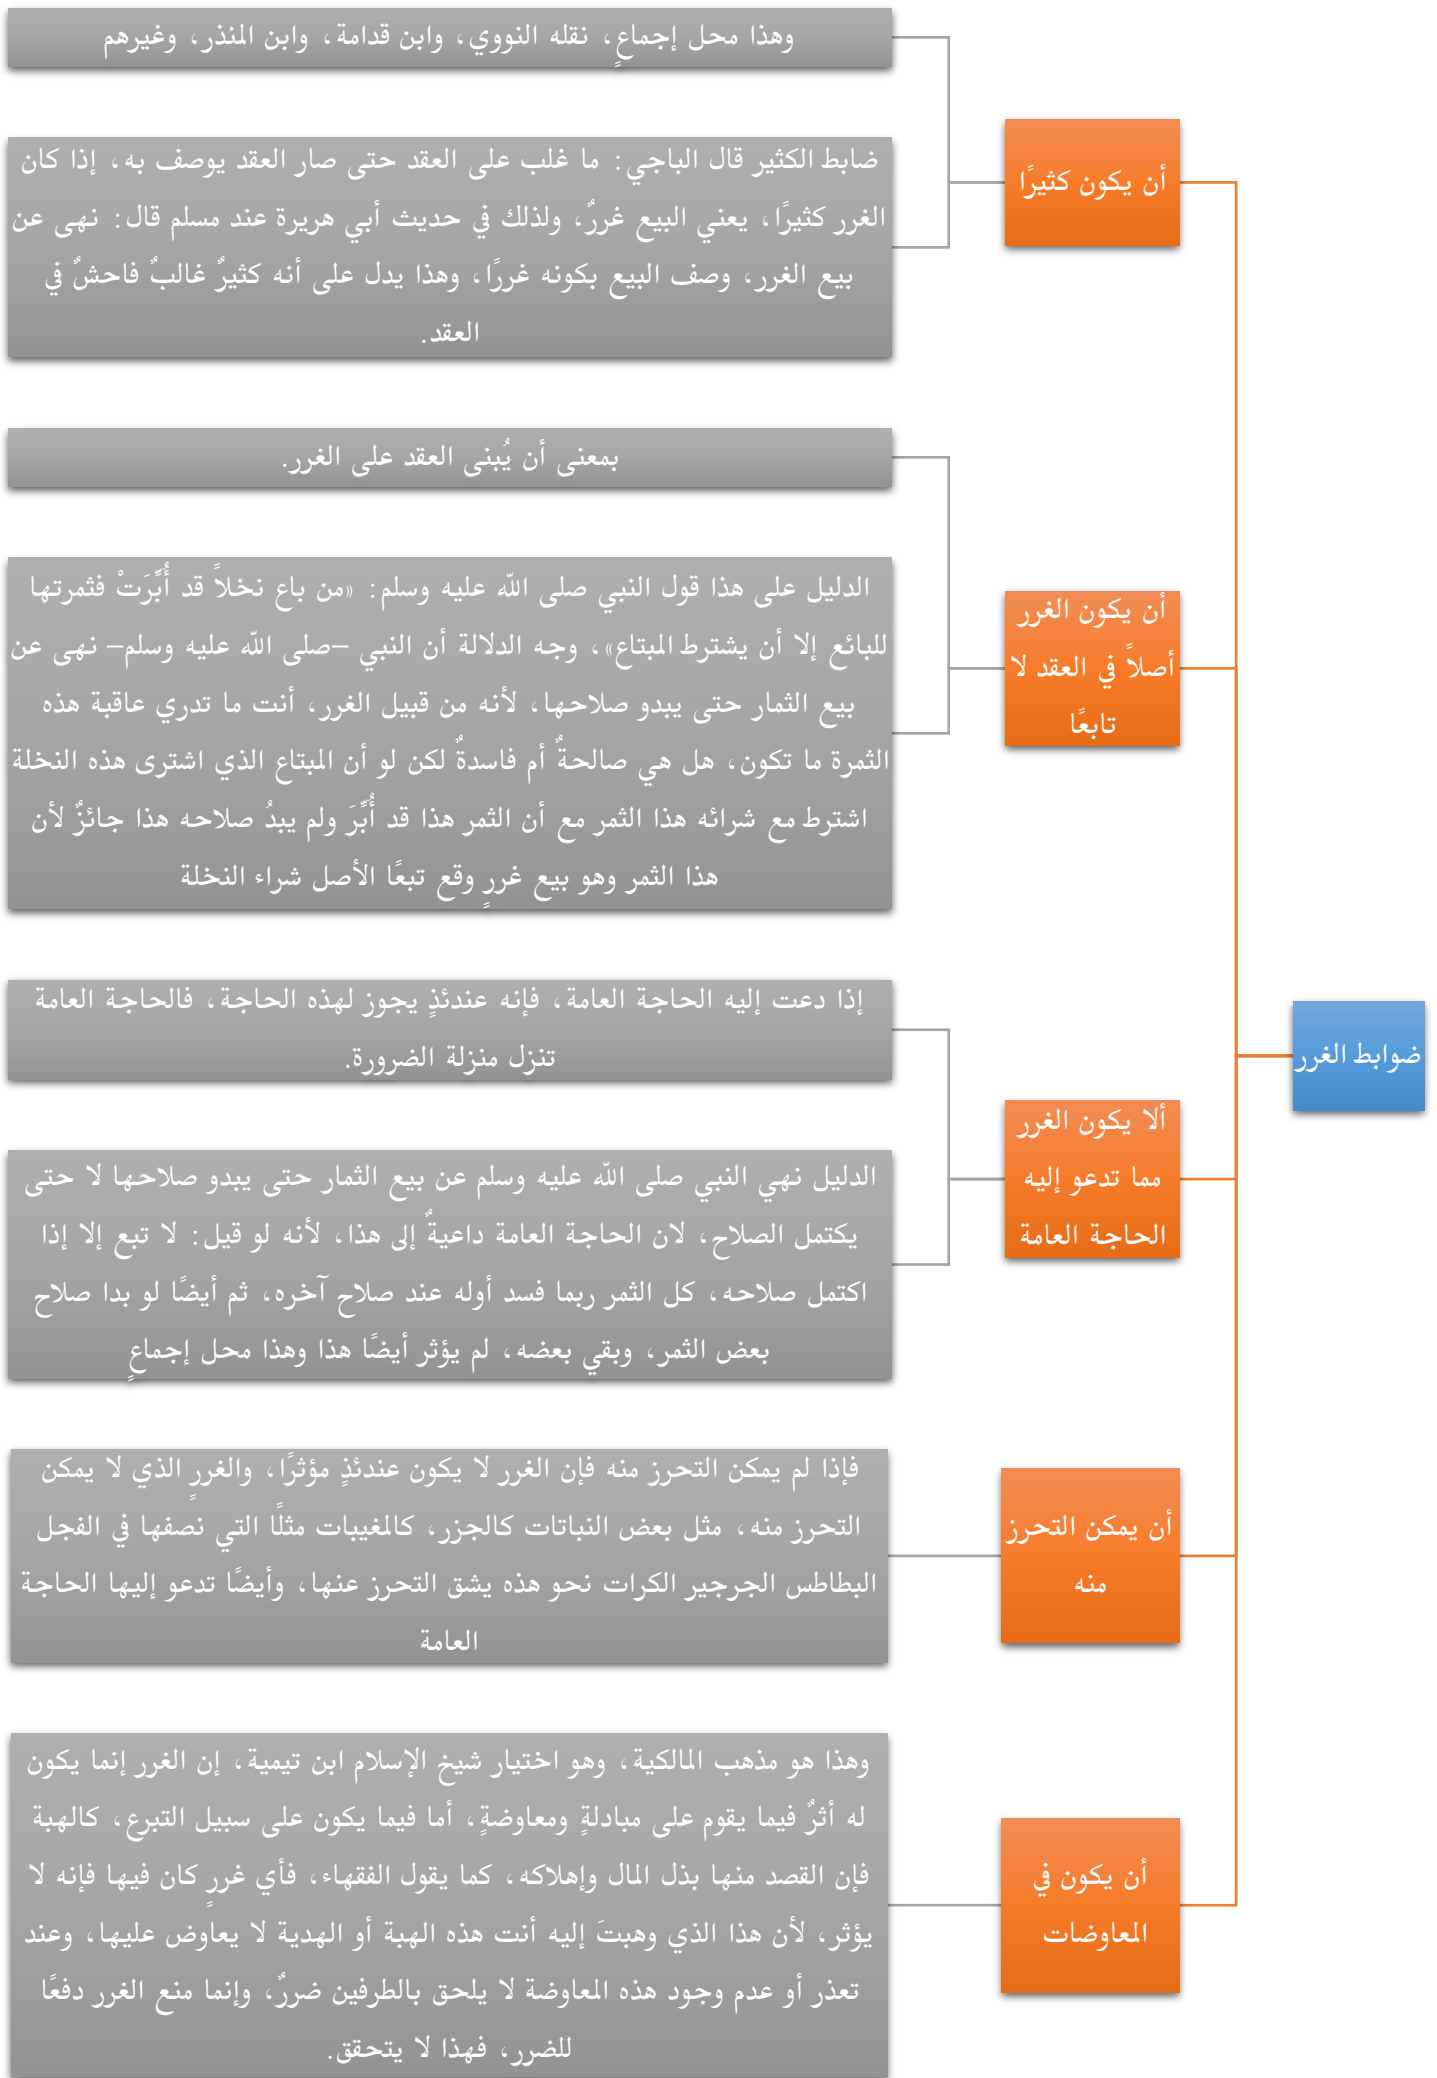 ضوابط الغرر
أن يكون كثيرًا
وهذا محل إجماعٍ، نقله النووي، وابن قدامة، وابن المنذر، وغيرهم
ضابط الكثير قال الباجي: ما غلب على العقد حتى صار العقد يوصف به، إذا كان
الغرر كثيرًا، يعني البيع غررٌ، ولذلك في حديث أبي هريرة عند مسلم قال: نهى عن
بيع الغرر، وصف البيع بكونه غررًا، وهذا يدل على أنه كثيرٌ غالبٌ فاحشٌ في
العقد.
أن يكون الغرر
أصلاً في العقد لا
تابعًا
بمعنى أن يُبنى العقد على الغرر.
الدليل على هذا قول النبي صلى الله عليه وسلم: «من باع نخلاً قد أُبِّرَتْ فثمرتها
للبائع إلا أن يشترط المبتاع»، وجه الدلالة أن النبي –صلى الله عليه وسلم– نهى عن
بيع الثمار حتى يبدو صلاحها، لأنه من قبيل الغرر، أنت ما تدري عاقبة هذه
الثمرة ما تكون، هل هي صالحةٌ أم فاسدةٌ لكن لو أن المبتاع الذي اشترى هذه النخلة
اشترط مع شرائه هذا الثمر مع أن الثمر هذا قد أُبِّرَ ولم يبدُ صلاحه هذا جائزٌ لأن
هذا الثمر وهو بيع غررٍ وقع تبعًا الأصل شراء النخلة
ألا يكون الغرر
مما تدعو إليه
الحاجة العامة
إذا دعت إليه الحاجة العامة، فإنه عندئذٍ يجوز لهذه الحاجة، فالحاجة العامة
تنزل منزلة الضرورة.
الدليل نهي النبي صلى الله عليه وسلم عن بيع الثمار حتى يبدو صلاحها لا حتى
يكتمل الصلاح، لان الحاجة العامة داعيةٌ إلى هذا، لأنه لو قيل: لا تبع إلا إذا
اكتمل صلاحه، كل الثمر ربما فسد أوله عند صلاح آخره، ثم أيضًا لو بدا صلاح
بعض الثمر، وبقي بعضه، لم يؤثر أيضًا هذا وهذا محل إجماعٍ
أن يمكن التحرز
منه
فإذا لم يمكن التحرز منه فإن الغرر لا يكون عندئذٍ مؤثرًا، والغررِ الذي لا يمكن
التحرز منه، مثل بعض النباتات كالجزر، كالمغيبات مثلًا التي نصفها في الفجل
البطاطس الجرجير الكرات نحو هذه يشق التحرز عنها، وأيضًا تدعو إليها الحاجة
العامة
أن يكون في
المعاوضات
وهذا هو مذهب المالكية، وهو اختيار شيخ الإسلام ابن تيمية، إن الغرر إنما يكون
له أثرٌ فيما يقوم على مبادلةٍ ومعاوضةٍ، أما فيما يكون على سبيل التبرع، كالهبة
فإن القصد منها بذل المال وإهلاكه، كما يقول الفقهاء، فأي غررٍ كان فيها فإنه لا
يؤثر، لأن هذا الذي وهبتَ إليه أنت هذه الهبة أو الهدية لا يعاوض عليها، وعند
تعذر أو عدم وجود هذه المعاوضة لا يلحق بالطرفين ضررٌ، وإنما منع الغرر دفعًا
للضرر، فهذا لا يتحقق.